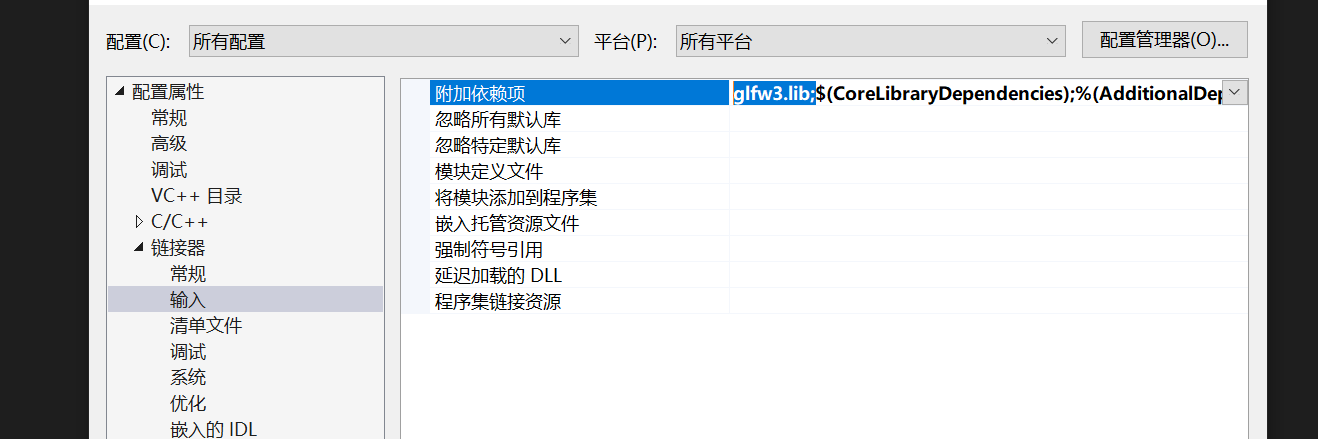 配置(C): 所有配置 平台(P): 所有平台 配置管理器(O)...
配置属性
常规
高级
调试
VC++ 目录
C/C++
链接器
常规
输入
清单文件
调试
系统
优化
嵌入的 IDL
附加依赖项 glfw3.lib;$(CoreLibraryDependencies);%(AdditionalDep
忽略所有默认库
忽略特定默认库
模块定义文件
将模块添加到程序集
嵌入托管资源文件
强制符号引用
延迟加载的 DLL
程序集链接资源